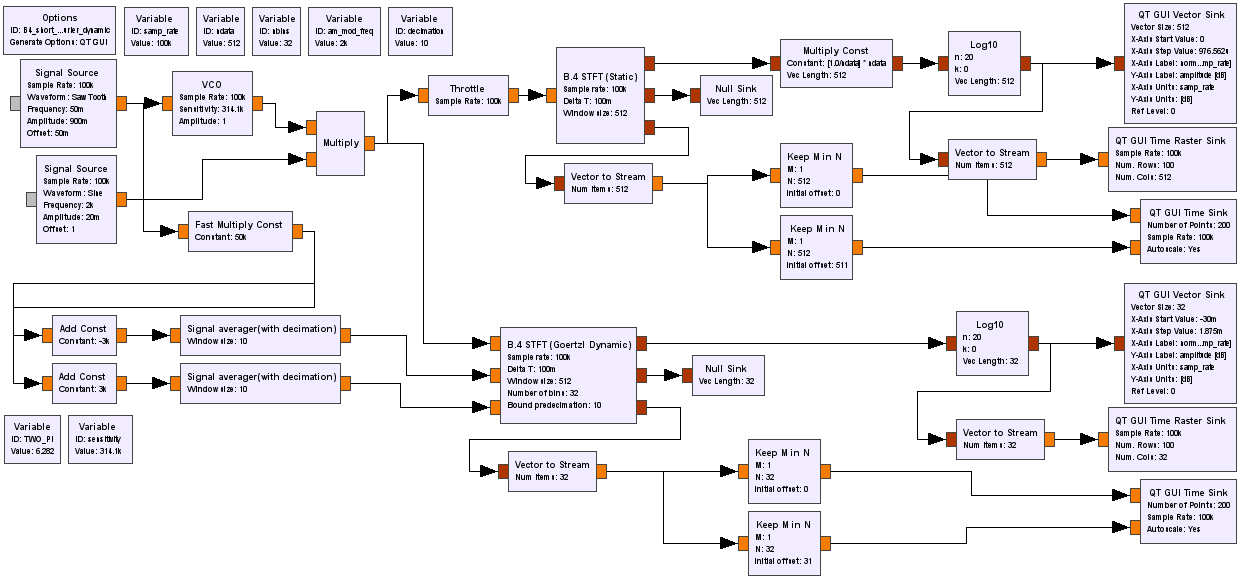 Options
ID: B4_short_...urier_dynamic
Generate Options: QT GUI
Variable
ID: samp_rate
Value: 100k
Variable
ID: ndata
Value: 512
Variable
ID: nbins
Value: 32
Variable
ID: am_mod_freq
Value: 2k
Variable
ID: decimation
Value: 10
Signal Source
Sample Rate: 100k
Waveform: Saw Tooth
Frequency: 50m
Amplitude: 900m
Offset: 50m
VCO
Sample Rate: 100k
Sensitivity: 314.1k
Amplitude: 1
Signal Source
Sample Rate: 100k
Waveform: Sine
Frequency: 2k
Amplitude: 20m
Offset: 1
Multiply
Fast Multiply Const
Constant: 50k
Throttle
Sample Rate: 100k
B.4 STFT (Static)
Sample rate: 100k
Delta T: 100m
Window size: 512
Multiply Const
Constant: [1.0/ndata] * ndata
Vec Length: 512
Null Sink
Vec Length: 512
Log10
n: 20
k: 0
Vec Length: 512
QT GUI Vector Sink
Vector Size: 512
X-Axis Start Value: 0
X-Axis Step Value: 976.562u
X-Axis Label: norm...mp_rate]
Y-Axis Label: amplitude [dB]
X-Axis Units: samp_rate
Y-Axis Units: [dB]
Ref Level: 0
Vector to Stream
Num Items: 512
Keep M in N
M: 1
N: 512
Initial offset: 0
Keep M in N
M: 1
N: 512
Initial offset: 511
Vector to Stream
Num Items: 512
QT GUI Time Raster Sink
Sample Rate: 100k
Num. Rows: 100
Num. Cols: 512
QT GUI Time Sink
Number of Points: 200
Sample Rate: 100k
Autoscale: Yes
Add Const
Constant: -3k
Signal averager(with decimation)
Window size: 10
Add Const
Constant: 3k
Signal averager(with decimation)
Window size: 10
B.4 STFT (Goertzl Dynamic)
Sample rate: 100k
Delta T: 100m
Window size: 512
Number of bins: 32
Bound predecimation: 10
Null Sink
Vec Length: 32
Log10
n: 20
k: 0
Vec Length: 32
QT GUI Vector Sink
Vector Size: 32
X-Axis Start Value: -30m
X-Axis Step Value: 1.875m
X-Axis Label: norm...mp_rate]
Y-Axis Label: amplitude [dB]
X-Axis Units: samp_rate
Y-Axis Units: [dB]
Ref Level: 0
Variable
ID: TWO_PI
Value: 6.282
Variable
ID: sensitivity
Value: 314.1k
Vector to Stream
Num Items: 32
Keep M in N
M: 1
N: 32
Initial offset: 0
Keep M in N
M: 1
N: 32
Initial offset: 31
Vector to Stream
Num Items: 32
QT GUI Time Raster Sink
Sample Rate: 100k
Num. Rows: 100
Num. Cols: 32
QT GUI Time Sink
Number of Points: 200
Sample Rate: 100k
Autoscale: Yes